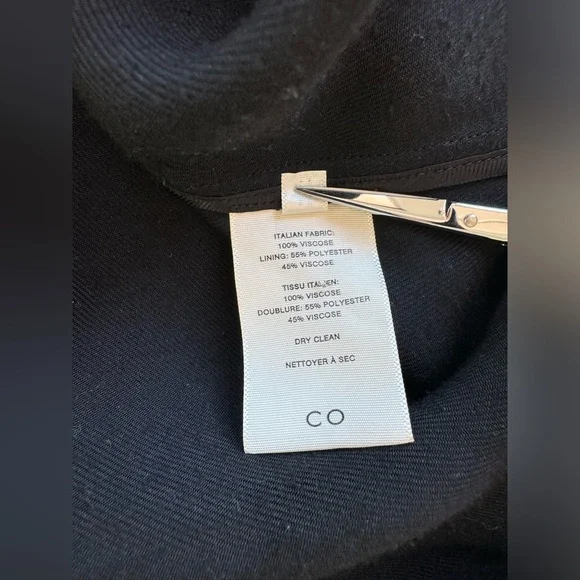 ITALIAN FABRIC:
100% VISCOSE
LINING: 55% POLYESTER
45% VISCOSE
TISSU ITALIEN:
100% VISCOSE
DOUBLURE: 55% POLYESTER
45% VISCOSE
DRY CLEAN
NETTOYER À SEC
CO